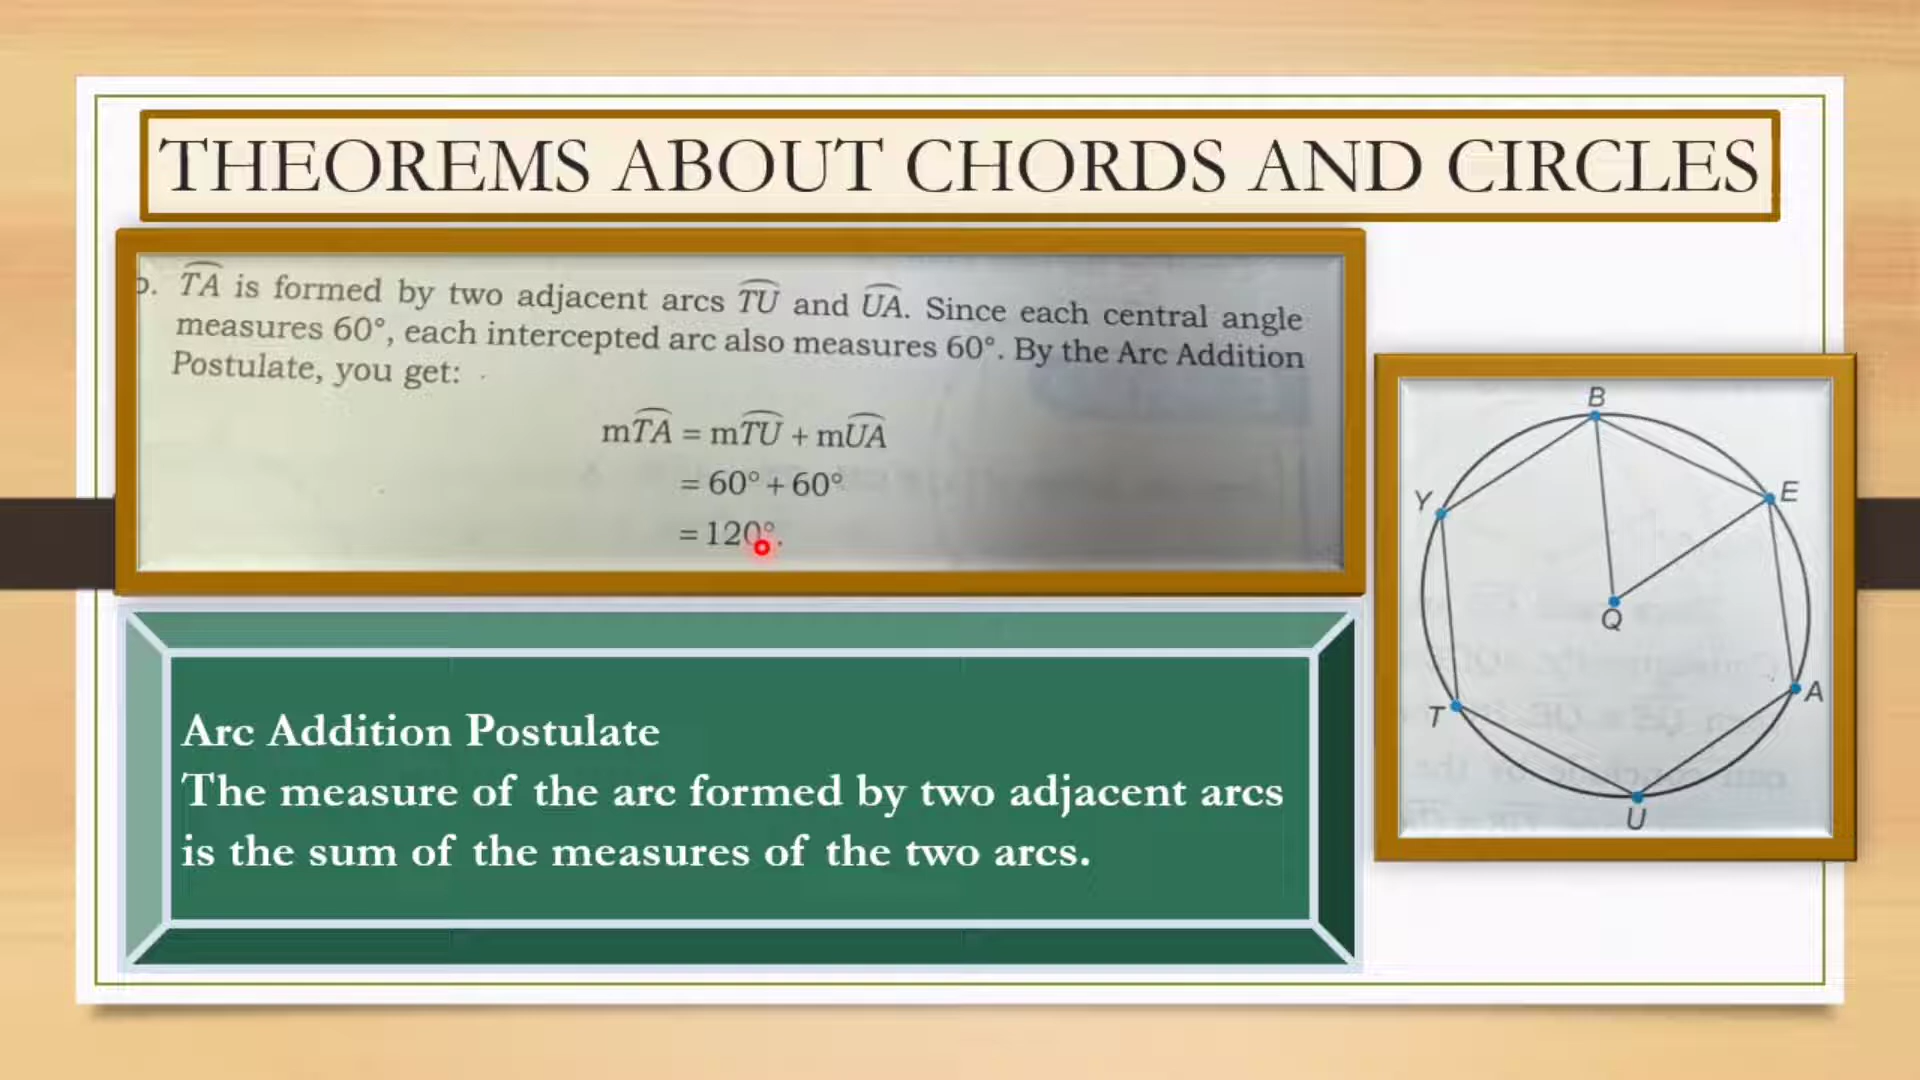 THEOREMS ABOUT CHORDS AND CIRCLES
b. TA is formed by two adjacent arcs TU and UA. Since each central angle
measures 60°, each intercepted arc also measures 60°. By the Arc Addition
Postulate, you get:
mTA = mTU + mUA
= 60° + 60°
= 120°.
Arc Addition Postulate
The measure of the arc formed by two adjacent arcs
is the sum of the measures of the two arcs.
B
E
Y
Q
A
T
U